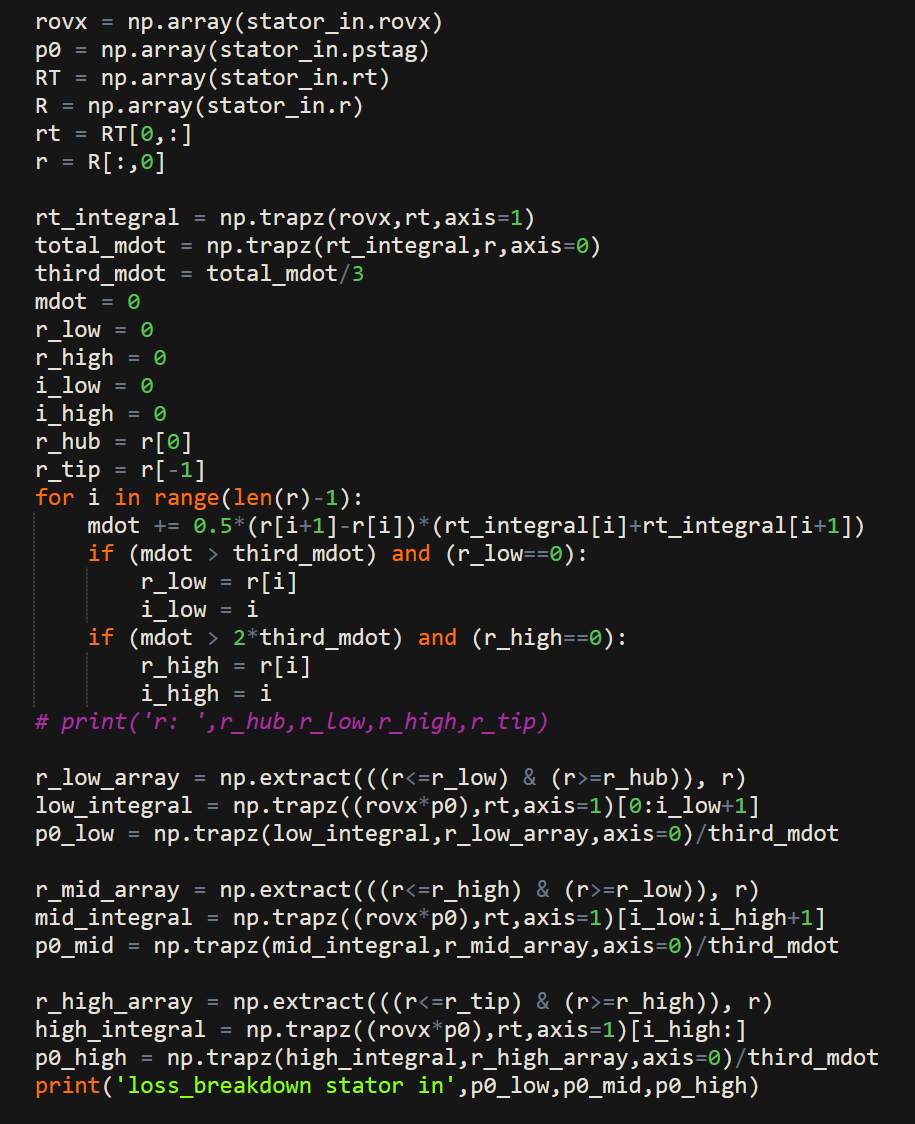 rovx = np.array(stator_in.rovx)
p0 = np.array(stator_in.pstag)
RT = np.array(stator_in.rt)
R = np.array(stator_in.r)
rt = RT[0,:]
r = R[:,0]

rt_integral = np.trapz(rovx,rt,axis=1)
total_mdot = np.trapz(rt_integral,r,axis=0)
third_mdot = total_mdot/3
mdot = 0
r_low = 0
r_high = 0
i_low = 0
i_high = 0
r_hub = r[0]
r_tip = r[-1]
for i in range(len(r)-1):
    mdot += 0.5*(r[i+1]-r[i])*(rt_integral[i]+rt_integral[i+1])
    if (mdot > third_mdot) and (r_low==0):
        r_low = r[i]
        i_low = i
    if (mdot > 2*third_mdot) and (r_high==0):
        r_high = r[i]
        i_high = i
# print('r: ',r_hub,r_low,r_high,r_tip)

r_low_array = np.extract(((r<=r_low) & (r>=r_hub)), r)
low_integral = np.trapz((rovx*p0),rt,axis=1)[0:i_low+1]
p0_low = np.trapz(low_integral,r_low_array,axis=0)/third_mdot

r_mid_array = np.extract(((r<=r_high) & (r>=r_low)), r)
mid_integral = np.trapz((rovx*p0),rt,axis=1)[i_low:i_high+1]
p0_mid = np.trapz(mid_integral,r_mid_array,axis=0)/third_mdot

r_high_array = np.extract(((r<=r_tip) & (r>=r_high)), r)
high_integral = np.trapz((rovx*p0),rt,axis=1)[i_high:]
p0_high = np.trapz(high_integral,r_high_array,axis=0)/third_mdot
print('loss_breakdown stator in',p0_low,p0_mid,p0_high)